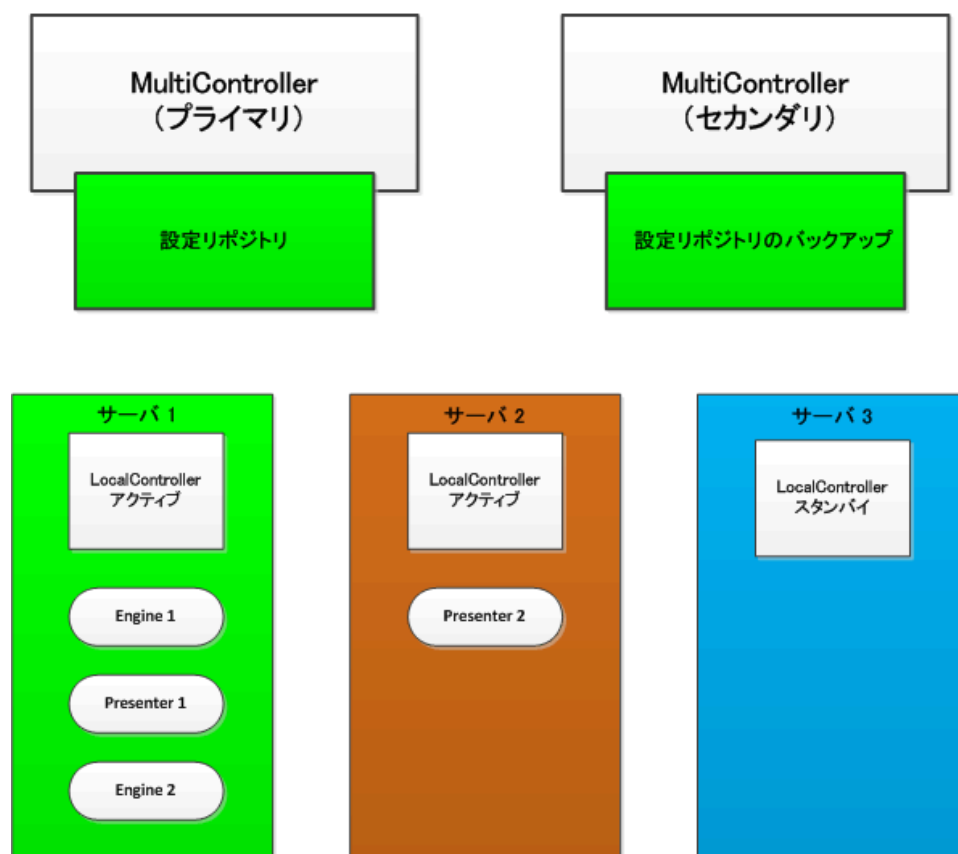 MultiController
（プライマリ）
設定リポジトリ
MultiController
（セカンダリ）
設定リポジトリのバックアップ
サーバ 1
LocalController
アクティブ
Engine 1
Presenter 1
Engine 2
サーバ 2
LocalController
アクティブ
Presenter 2
サーバ 3
LocalController
スタンバイ